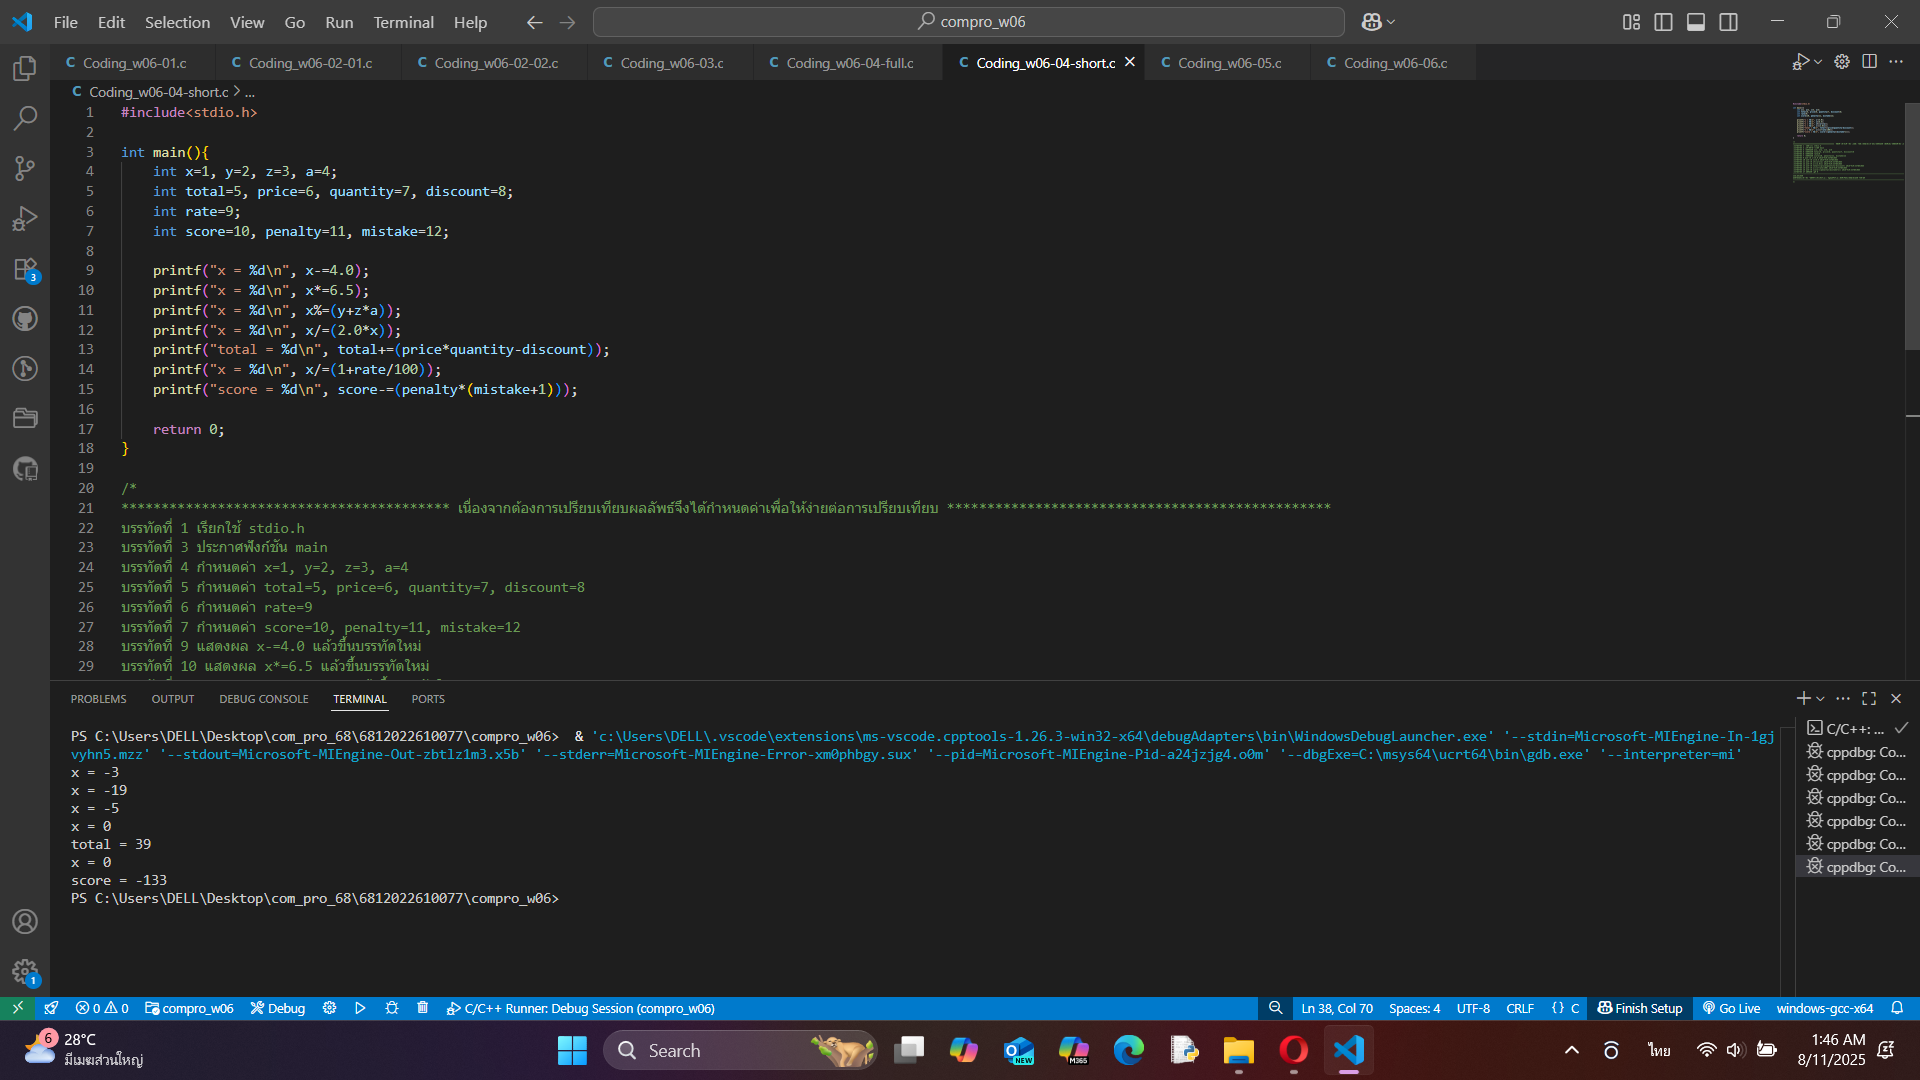 File Edit Selection View Go Run Terminal Help
compro_w06
C Coding_w06-01.c
C Coding_w06-02-01.c
C Coding_w06-02-02.c
C Coding_w06-03.c
C Coding_w06-04-full.c
C Coding_w06-04-short.c
C Coding_w06-05.c
C Coding_w06-06.c
C Coding_w06-04-short.c > ...
1 #include<stdio.h>
2
3 int main(){
4 int x=1, y=2, z=3, a=4;
5 int total=5, price=6, quantity=7, discount=8;
6 int rate=9;
7 int score=10, penalty=11, mistake=12;
8
9 printf("x = %d\n", x-=4.0);
10 printf("x = %d\n", x*=6.5);
11 printf("x = %d\n", x%=(y+z*a));
12 printf("x = %d\n", x/=(2.0*x));
13 printf("total = %d\n", total+=(price*quantity-discount));
14 printf("x = %d\n", x/=(1+rate/100));
15 printf("score = %d\n", score-=(penalty*(mistake+1)));
16
17 return 0;
18 }
19
20 /*
21 ***************************************** เนื่องจากต้องการเปรียบเทียบผลลัพธ์จึงได้กำหนดค่าเพื่อให้ง่ายต่อการเปรียบเทียบ ************************************************
22 บรรทัดที่ 1 เรียกใช้ stdio.h
23 บรรทัดที่ 3 ประกาศฟังก์ชัน main
24 บรรทัดที่ 4 กำหนดค่า x=1, y=2, z=3, a=4
25 บรรทัดที่ 5 กำหนดค่า total=5, price=6, quantity=7, discount=8
26 บรรทัดที่ 6 กำหนดค่า rate=9
27 บรรทัดที่ 7 กำหนดค่า score=10, penalty=11, mistake=12
28 บรรทัดที่ 9 แสดงผล x-=4.0 แล้วขึ้นบรรทัดใหม่
29 บรรทัดที่ 10 แสดงผล x*=6.5 แล้วขึ้นบรรทัดใหม่
3
1
PROBLEMS OUTPUT DEBUG CONSOLE TERMINAL PORTS
PS C:\Users\DELL\Desktop\com_pro_68\6812022610077\compro_w06> & 'c:\Users\DELL\.vscode\extensions\ms-vscode.cpptools-1.26.3-win32-x64\debugAdapters\bin\WindowsDebugLauncher.exe' '--stdin=Microsoft-MIEngine-In-1gj
vyhn5.mzz' '--stdout=Microsoft-MIEngine-Out-zbtlz1m3.x5b' '--stderr=Microsoft-MIEngine-Error-xm0phbgy.sux' '--pid=Microsoft-MIEngine-Pid-a24jzjg4.o0m' '--dbgExe=C:\msys64\ucrt64\bin\gdb.exe' '--interpreter=mi'
x = -3
x = -19
x = -5
x = 0
total = 39
x = 0
score = -133
PS C:\Users\DELL\Desktop\com_pro_68\6812022610077\compro_w06>
C/C++: ...
cppdbg: Co...
cppdbg: Co...
cppdbg: Co...
cppdbg: Co...
cppdbg: Co...
cppdbg: Co...
0 0 compro_w06 Debug C/C++ Runner: Debug Session (compro_w06)
Ln 38, Col 70 Spaces: 4 UTF-8 CRLF {} C Finish Setup Go Live windows-gcc-x64
6
28°C
มีเมฆส่วนใหญ่
Search
NEW
M365
ไทย
1:46 AM
8/11/2025